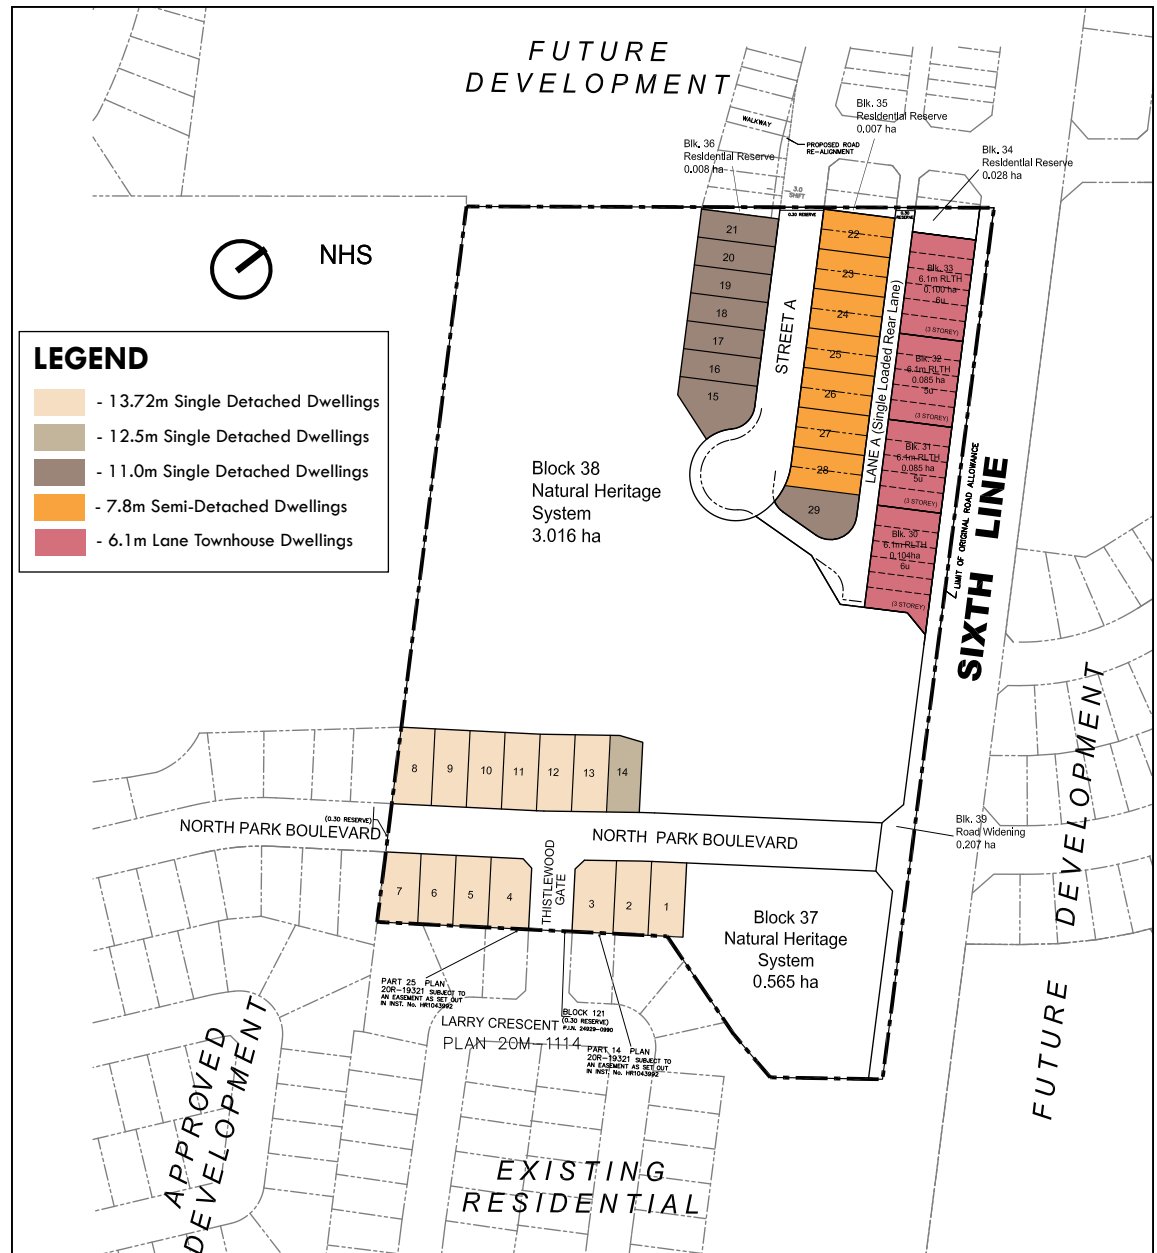 FUTURE
DEVELOPMENT
WALKWAY
PROPOSED ROAD
RE-ALIGNMENT
Blk. 35
Residential Reserve
0.007 ha
Blk. 36
Residential Reserve
0.008 ha
Blk. 34
Residential Reserve
0.028 ha
3.0
SHIFT
0.30 RESERVE
0.30
RESERVE
NHS
LEGEND
- 13.72m Single Detached Dwellings
- 12.5m Single Detached Dwellings
- 11.0m Single Detached Dwellings
- 7.8m Semi-Detached Dwellings
- 6.1m Lane Townhouse Dwellings
21
20
19
18
17
16
15
STREET A
22
23
24
25
26
27
28
29
LANE A (Single Loaded Rear Lane)
Blk. 33
6.1m RLTH
0.100 ha
6u
(3 STOREY)
Blk. 32
6.1m RLTH
0.085 ha
5u
(3 STOREY)
Blk. 31
6.1m RLTH
0.085 ha
5u
(3 STOREY)
Blk. 30
6.1m RLTH
0.104ha
6u
(3 STOREY)
LIMIT OF ORIGINAL ROAD ALLOWANCE
SIXTH LINE
Block 38
Natural Heritage
System
3.016 ha
8
9
10
11
12
13
14
(0.30 RESERVE)
NORTH PARK BOULEVARD
NORTH PARK BOULEVARD
Blk. 39
Road Widening
0.207 ha
7
6
5
4
THISTLEWOOD
GATE
3
2
1
Block 37
Natural Heritage
System
0.565 ha
FUTURE DEVELOPMENT
PART 25 PLAN
20R-19321 SUBJECT TO
AN EASEMENT AS SET OUT
IN INST. No. HR1043992
BLOCK 121
(0.30 RESERVE)
P.I.N. 24929-0990
LARRY CRESCENT
PLAN 20M-1114
PART 14 PLAN
20R-19321 SUBJECT TO
AN EASEMENT AS SET OUT
IN INST. No. HR1043992
APPROVED
DEVELOPMENT
EXISTING
RESIDENTIAL